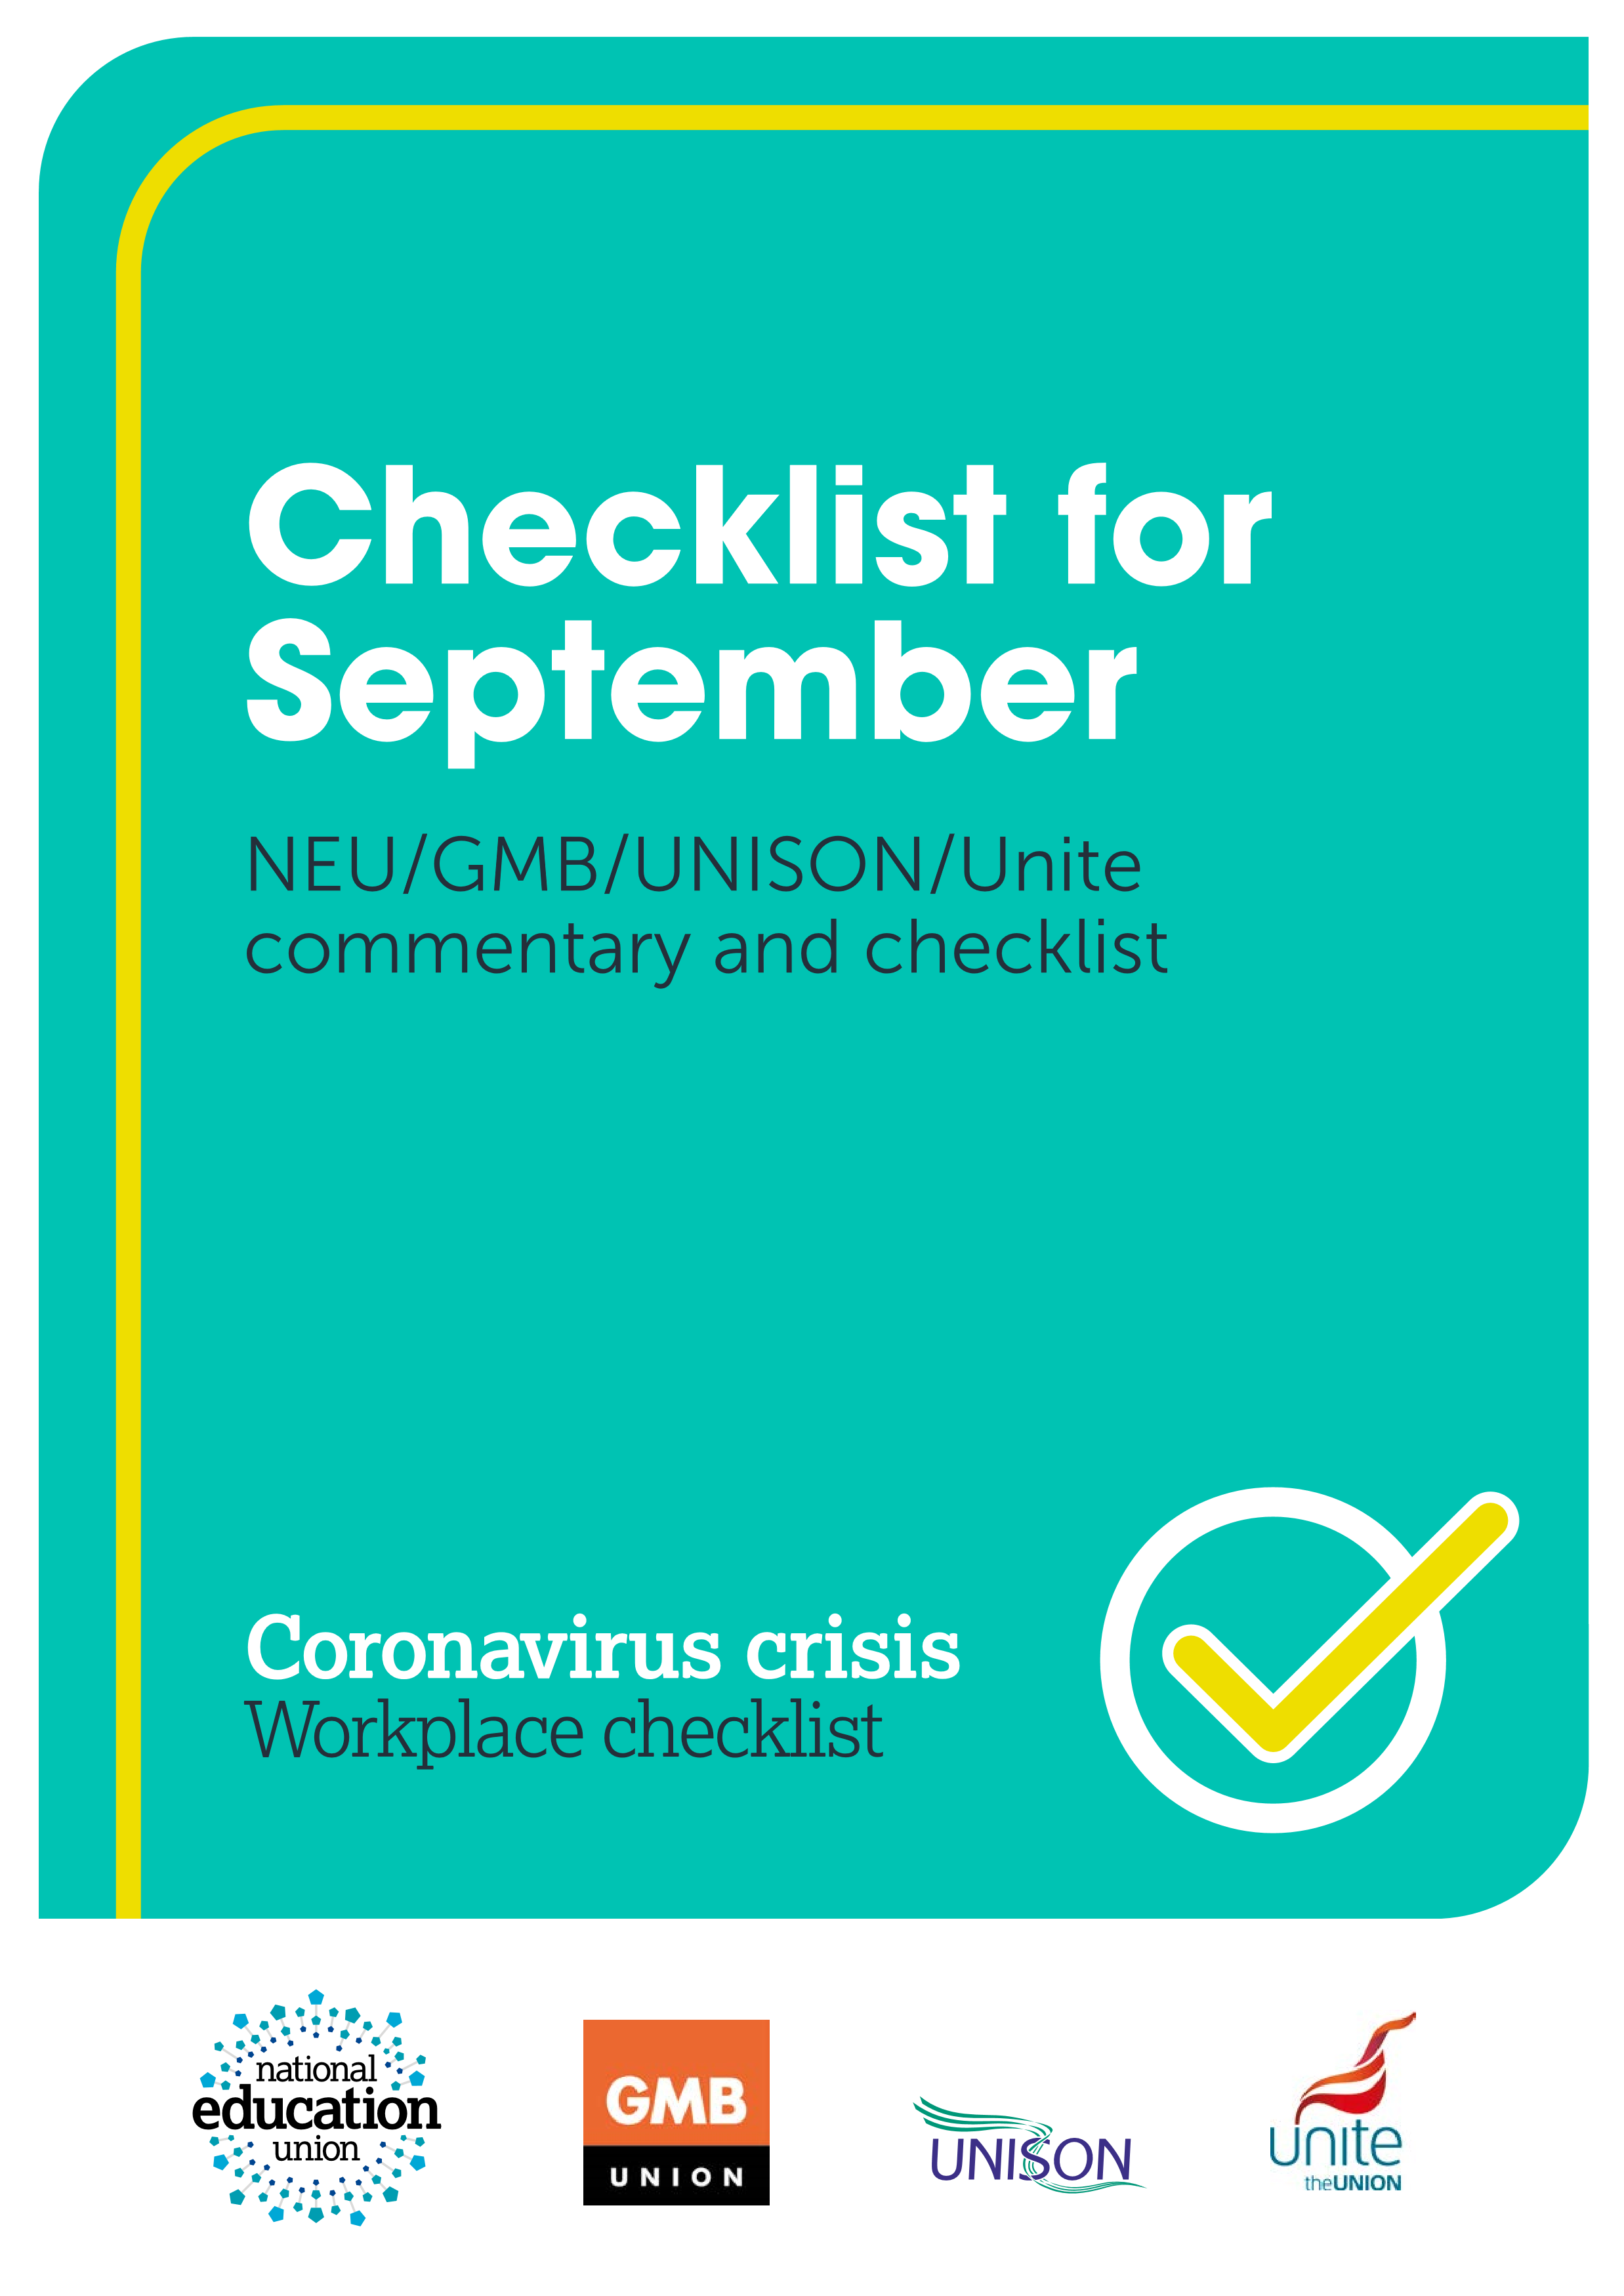 Checklist for
September
NEU/GMB/UNISON/Unite
commentary and checklist
Coronavirus crisis
Workplace checklist
national
education
union
GMB
UNION
UNISON
unite
theUNION